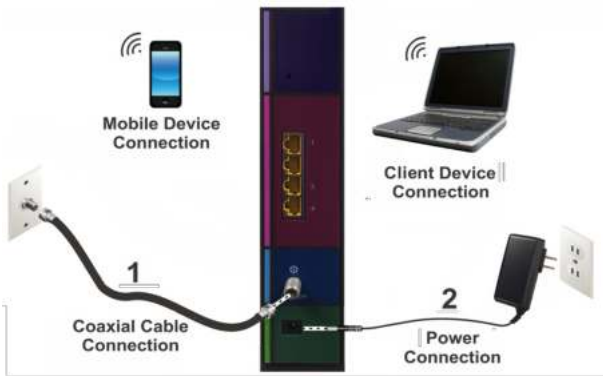 Mobile Device
Connection
Client Device
Connection
1
Coaxial Cable
Connection
2
Power
Connection